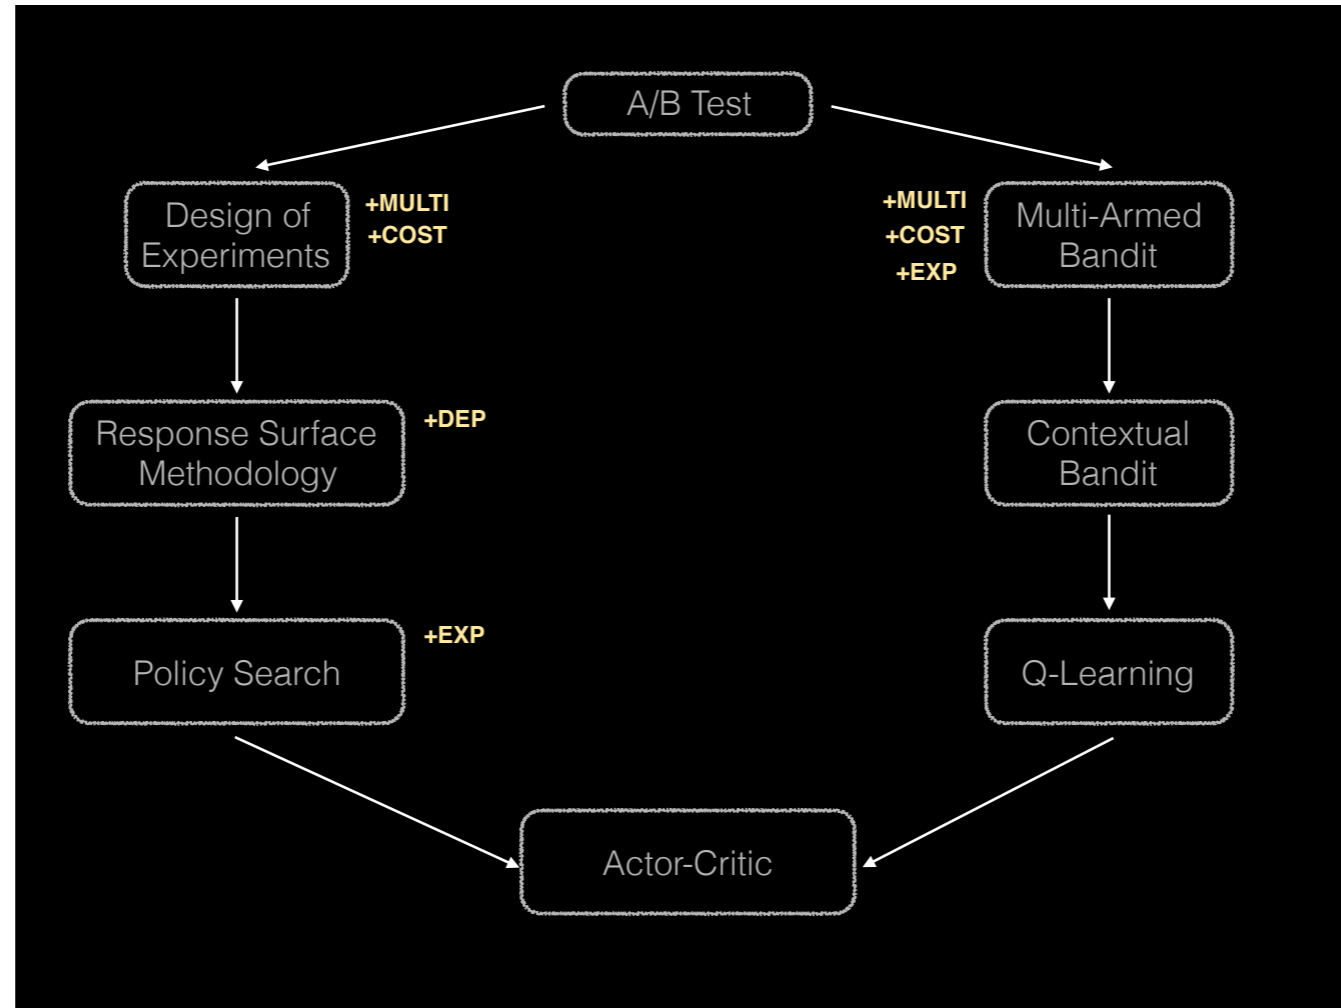 A/B Test
Design of
Experiments
+MULTI
+COST
+MULTI
+COST
+EXP
Multi-Armed
Bandit
Response Surface
Methodology
+DEP
Contextual
Bandit
Policy Search
+EXP
Q-Learning
Actor-Critic